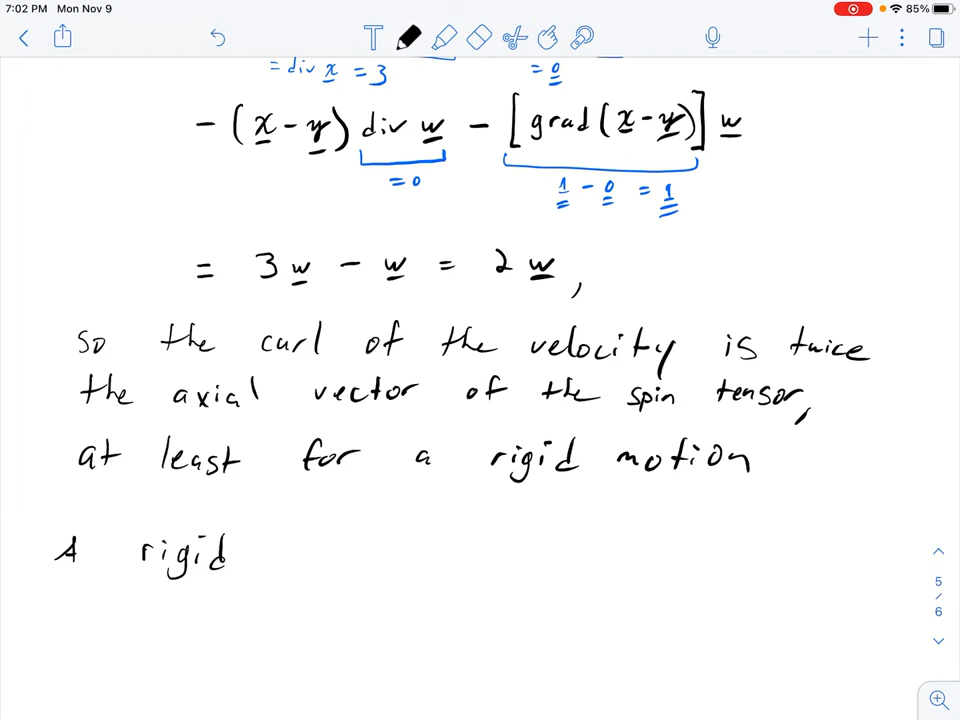 7:02 PM Mon Nov 9
85%
T
= div x = 3
= 0
- (x - y) div w - [grad(x - y)] w
= 0
1 - 0 = 1
= 3w - w = 2w,
so the curl of the velocity is twice
the axial vector of the spin tensor,
at least for a rigid motion
A rigid
5
/
6